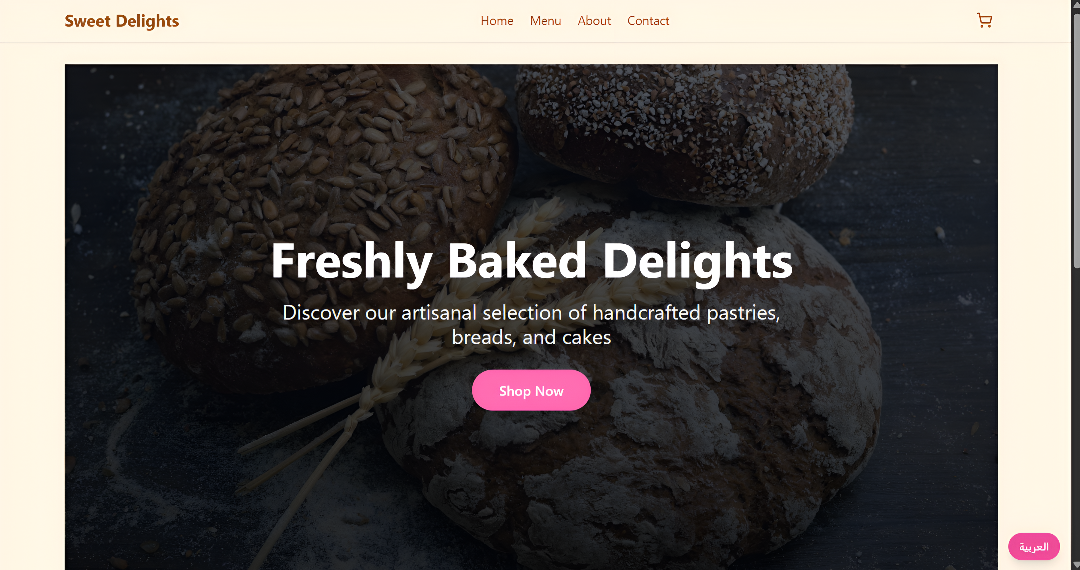 Sweet Delights
Home Menu About Contact
Freshly Baked Delights
Discover our artisanal selection of handcrafted pastries,
breads, and cakes
Shop Now
العربية